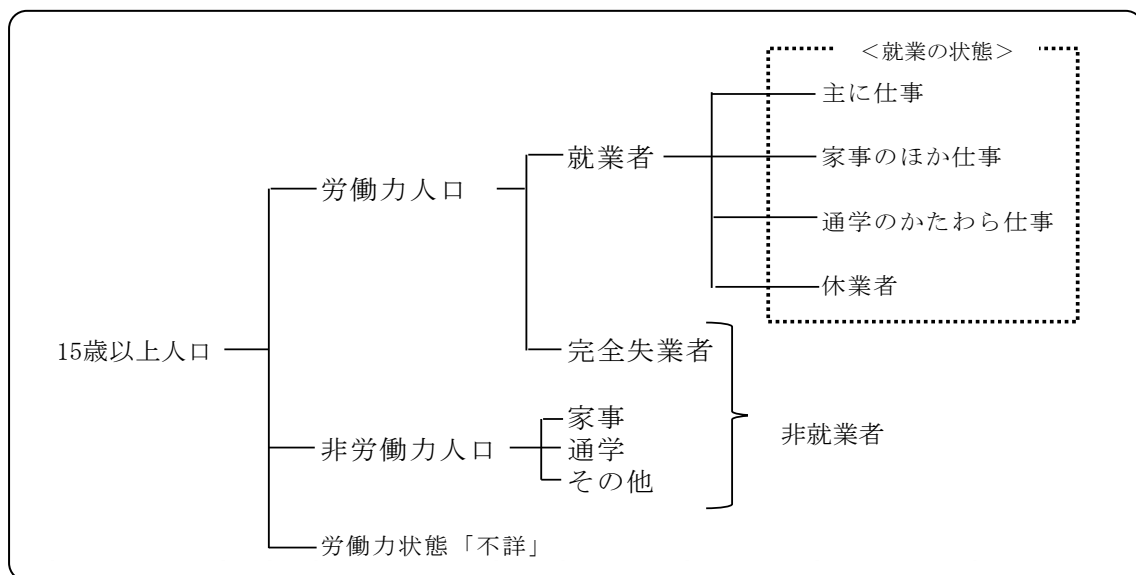 ＜就業の状態＞
主に仕事
就業者
家事のほか仕事
労働力人口
通学のかたわら仕事
休業者
15歳以上人口
完全失業者
家事
非就業者
非労働力人口
通学
その他
労働力状態「不詳」